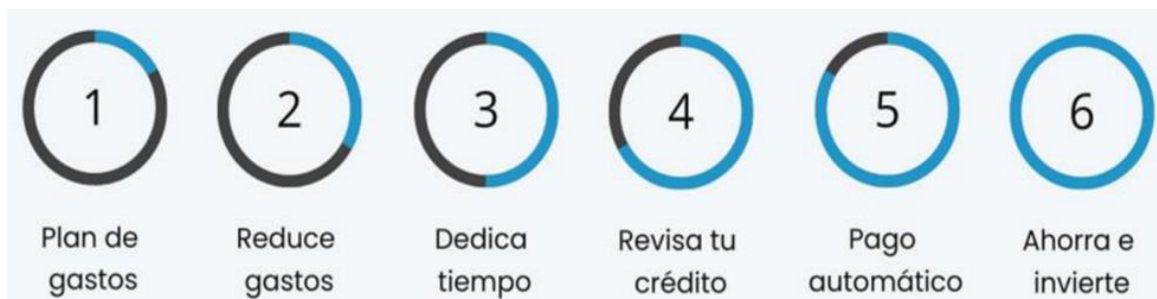 1
2
3
4
5
6
Plan de
gastos
Reduce
gastos
Dedica
tiempo
Revisa tu
crédito
Pago
automático
Ahorra e
invierte